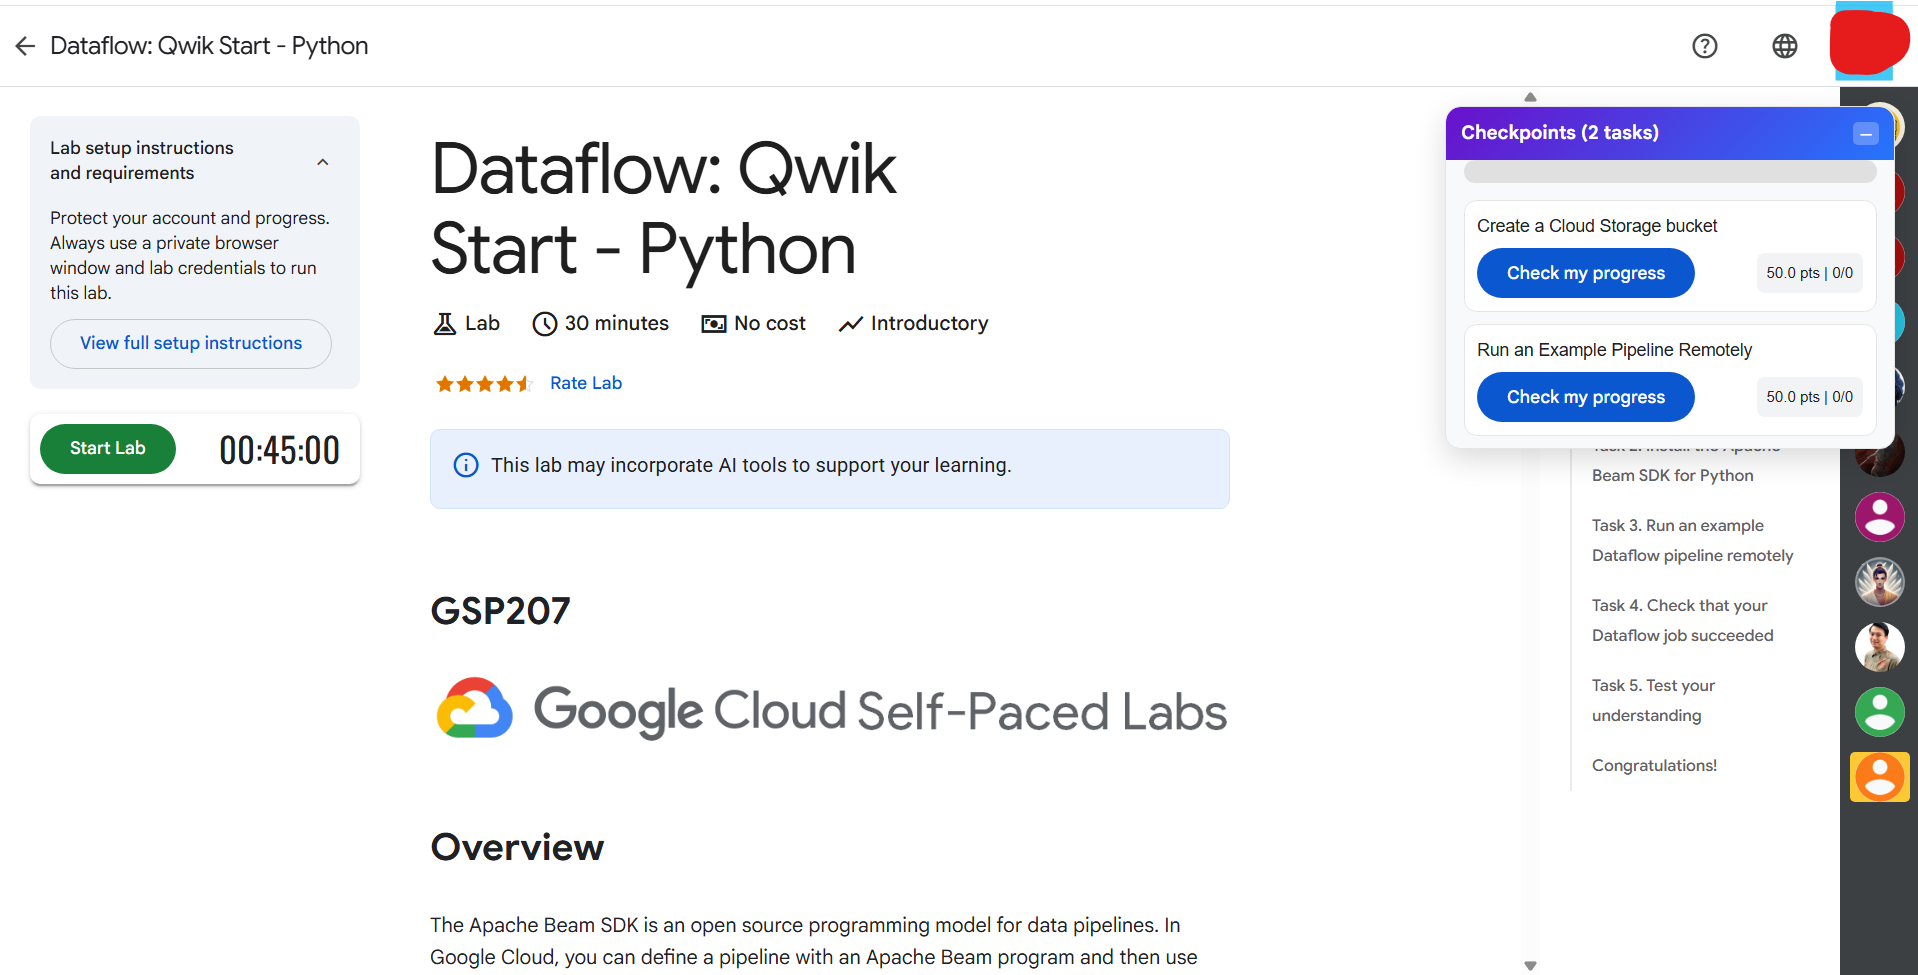 Dataflow: Qwik Start - Python
Lab setup instructions
and requirements
Protect your account and progress.
Always use a private browser
window and lab credentials to run
this lab.
View full setup instructions
Start Lab
00:45:00
Dataflow: Qwik
Start - Python
Lab
30 minutes
No cost
Introductory
Rate Lab
This lab may incorporate AI tools to support your learning.
GSP207
Google Cloud Self-Paced Labs
Overview
The Apache Beam SDK is an open source programming model for data pipelines. In
Google Cloud, you can define a pipeline with an Apache Beam program and then use
Checkpoints (2 tasks)
Create a Cloud Storage bucket
Check my progress
50.0 pts | 0/0
Run an Example Pipeline Remotely
Check my progress
50.0 pts | 0/0
Task 2. Install the Apache
Beam SDK for Python
Task 3. Run an example
Dataflow pipeline remotely
Task 4. Check that your
Dataflow job succeeded
Task 5. Test your
understanding
Congratulations!